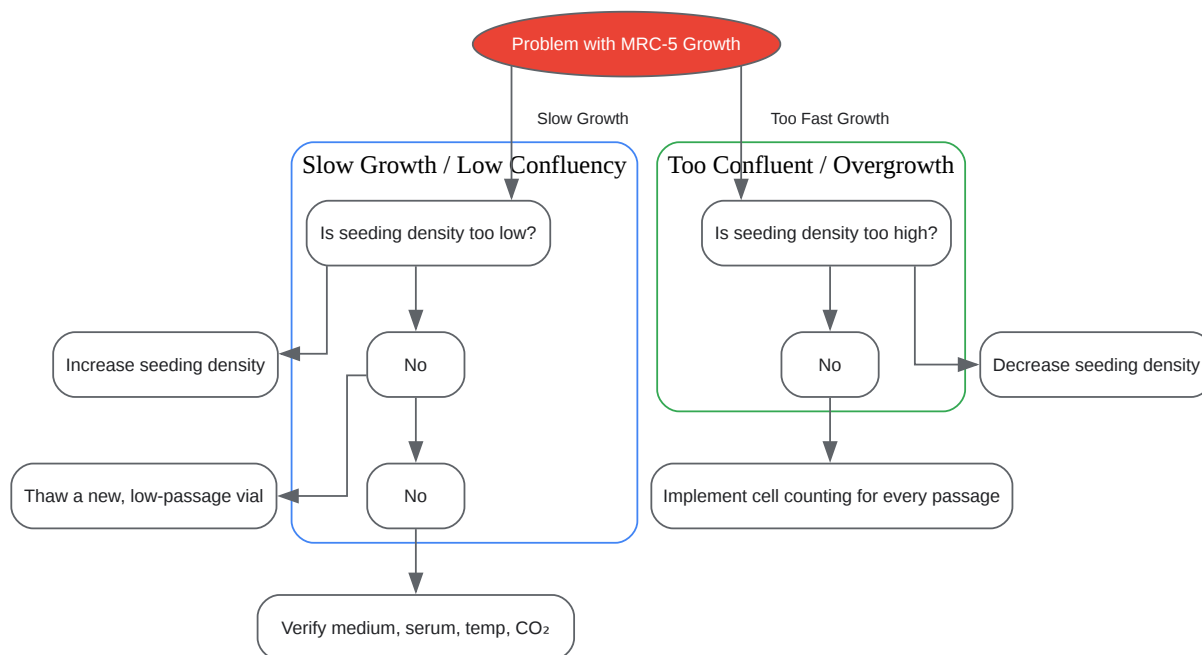 Problem with MRC-5 Growth
Slow Growth
Too Fast Growth
Slow Growth / Low Confluency
Too Confluent / Overgrowth
Is seeding density too low?
Is seeding density too high?
Increase seeding density
No
No
Decrease seeding density
Thaw a new, low-passage vial
No
Implement cell counting for every passage
Verify medium, serum, temp, CO₂